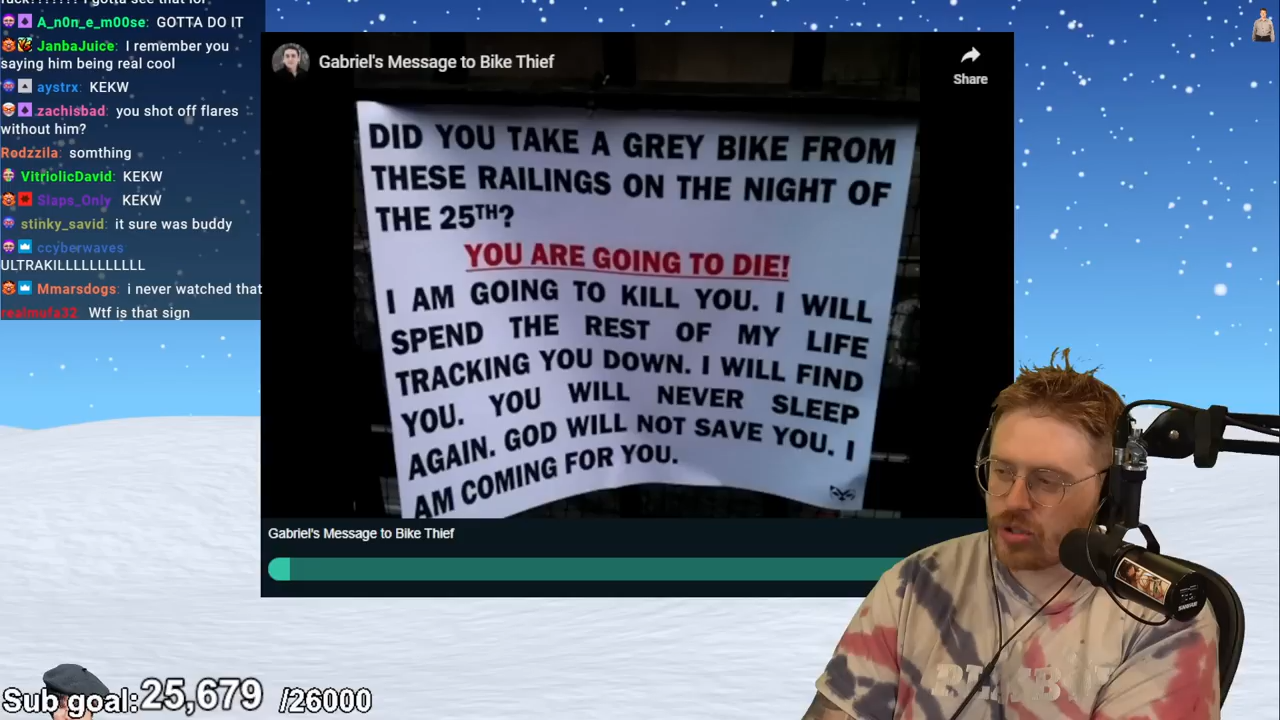 A_n0n_e_m00se: GOTTA DO IT
JanbaJuice: I remember you
saying him being real cool
aystrx: KEKW
zachisbad: you shot off flares
without him?
Rodzzila: somthing
VitriolicDavid: KEKW
Slaps_Only KEKW
stinky_savid: it sure was buddy
ccyberwaves
ULTRAKILLLLLLLLLLL
Mmarsdogs: i never watched that
realmufa32 Wtf is that sign
Gabriel's Message to Bike Thief
Share
DID YOU TAKE A GREY BIKE FROM
THESE RAILINGS ON THE NIGHT OF
THE 25TH?
YOU ARE GOING TO DIE!
I AM GOING TO KILL YOU. I WILL
SPEND THE REST OF MY LIFE
TRACKING YOU DOWN. I WILL FIND
YOU. YOU WILL NEVER SLEEP
AGAIN. GOD WILL NOT SAVE YOU. I
AM COMING FOR YOU.
Gabriel's Message to Bike Thief
Sub goal: 25,679 /26000